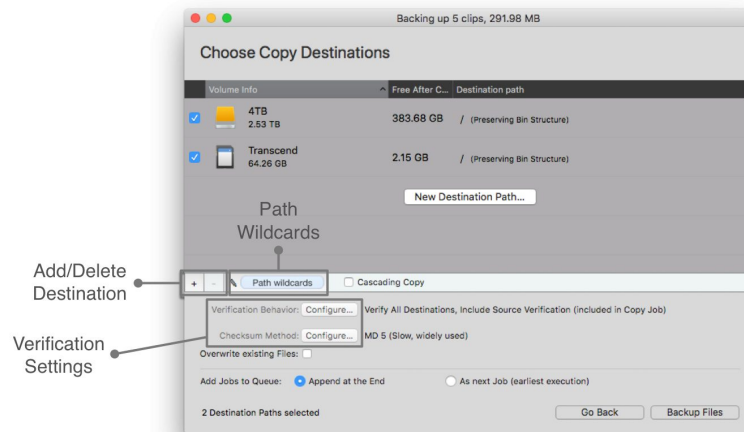 Backing up 5 clips, 291.98 MB
Choose Copy Destinations
Volume Info Free After C... Destination path
4TB
2.53 TB
383.68 GB / (Preserving Bin Structure)
Transcend
64.26 GB
2.15 GB / (Preserving Bin Structure)
New Destination Path...
Path
Wildcards
Add/Delete
Destination
+ - Path wildcards Cascading Copy
Verification Behavior: Configure... Verify All Destinations, Include Source Verification (included in Copy Job)
Checksum Method: Configure... MD 5 (Slow, widely used)
Verification
Settings
Overwrite existing Files:
Add Jobs to Queue: Append at the End As next Job (earliest execution)
2 Destination Paths selected Go Back Backup Files